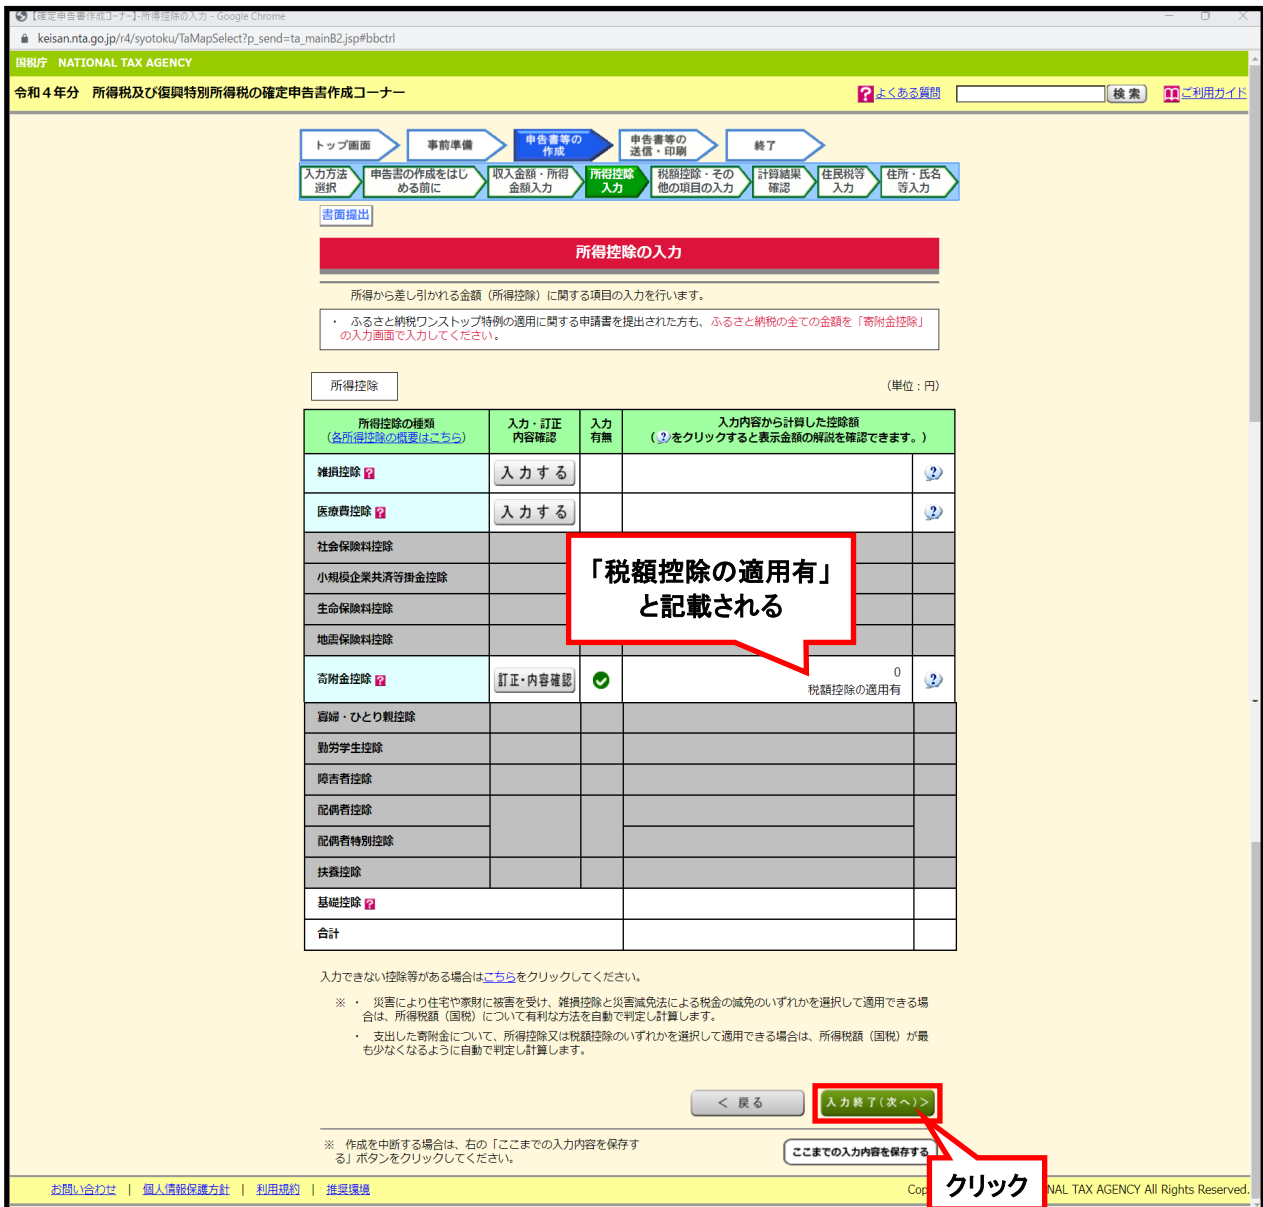 【確定申告書作成コーナー】-所得控除の入力 - Google Chrome
keisan.nta.go.jp/r4/syotoku/TaMapSelect?p_send=ta_mainB2.jsp#bbctrl
国税庁 NATIONAL TAX AGENCY
令和4年分 所得税及び復興特別所得税の確定申告書作成コーナー
よくある質問
検索
ご利用ガイド
トップ画面
事前準備
申告書等の
作成
申告書等の
送信・印刷
終了
入力方法
選択
申告書の作成をはじ
める前に
収入金額・所得
金額入力
所得控除
入力
税額控除・その
他の項目の入力
計算結果
確認
住民税等
入力
住所・氏名
等入力
書面提出
所得控除の入力
所得から差し引かれる金額(所得控除)に関する項目の入力を行います。
・ ふるさと納税ワンストップ特例の適用に関する申請書を提出された方も、ふるさと納税の全ての金額を「寄附金控除」
の入力画面で入力してください。
所得控除
(単位:円)
所得控除の種類
(各所得控除の概要はこちら)
入力・訂正
内容確認
入力
有無
入力内容から計算した控除額
(?をクリックすると表示金額の解説を確認できます。)
雑損控除 ?
入力する
?
医療費控除 ?
入力する
?
社会保険料控除
小規模企業共済等掛金控除
生命保険料控除
地震保険料控除
「税額控除の適用有」
と記載される
寄附金控除 ?
訂正・内容確認
0
税額控除の適用有
?
寡婦・ひとり親控除
勤労学生控除
障害者控除
配偶者控除
配偶者特別控除
扶養控除
基礎控除 ?
合計
入力できない控除等がある場合はこちらをクリックしてください。
※ ・ 災害により住宅や家財に被害を受け、雑損控除と災害減免法による税金の減免のいずれかを選択して適用できる場
合は、所得税額(国税)について有利な方法を自動で判定し計算します。
・ 支出した寄附金について、所得控除又は税額控除のいずれかを選択して適用できる場合は、所得税額(国税)が最
も少なくなるように自動で判定し計算します。
< 戻る
入力終了(次へ)>
※ 作成を中断する場合は、右の「ここまでの入力内容を保存す
る」ボタンをクリックしてください。
ここまでの入力内容を保存する
クリック
お問い合わせ | 個人情報保護方針 | 利用規約 | 推奨環境
Cop
NAL TAX AGENCY All Rights Reserved.